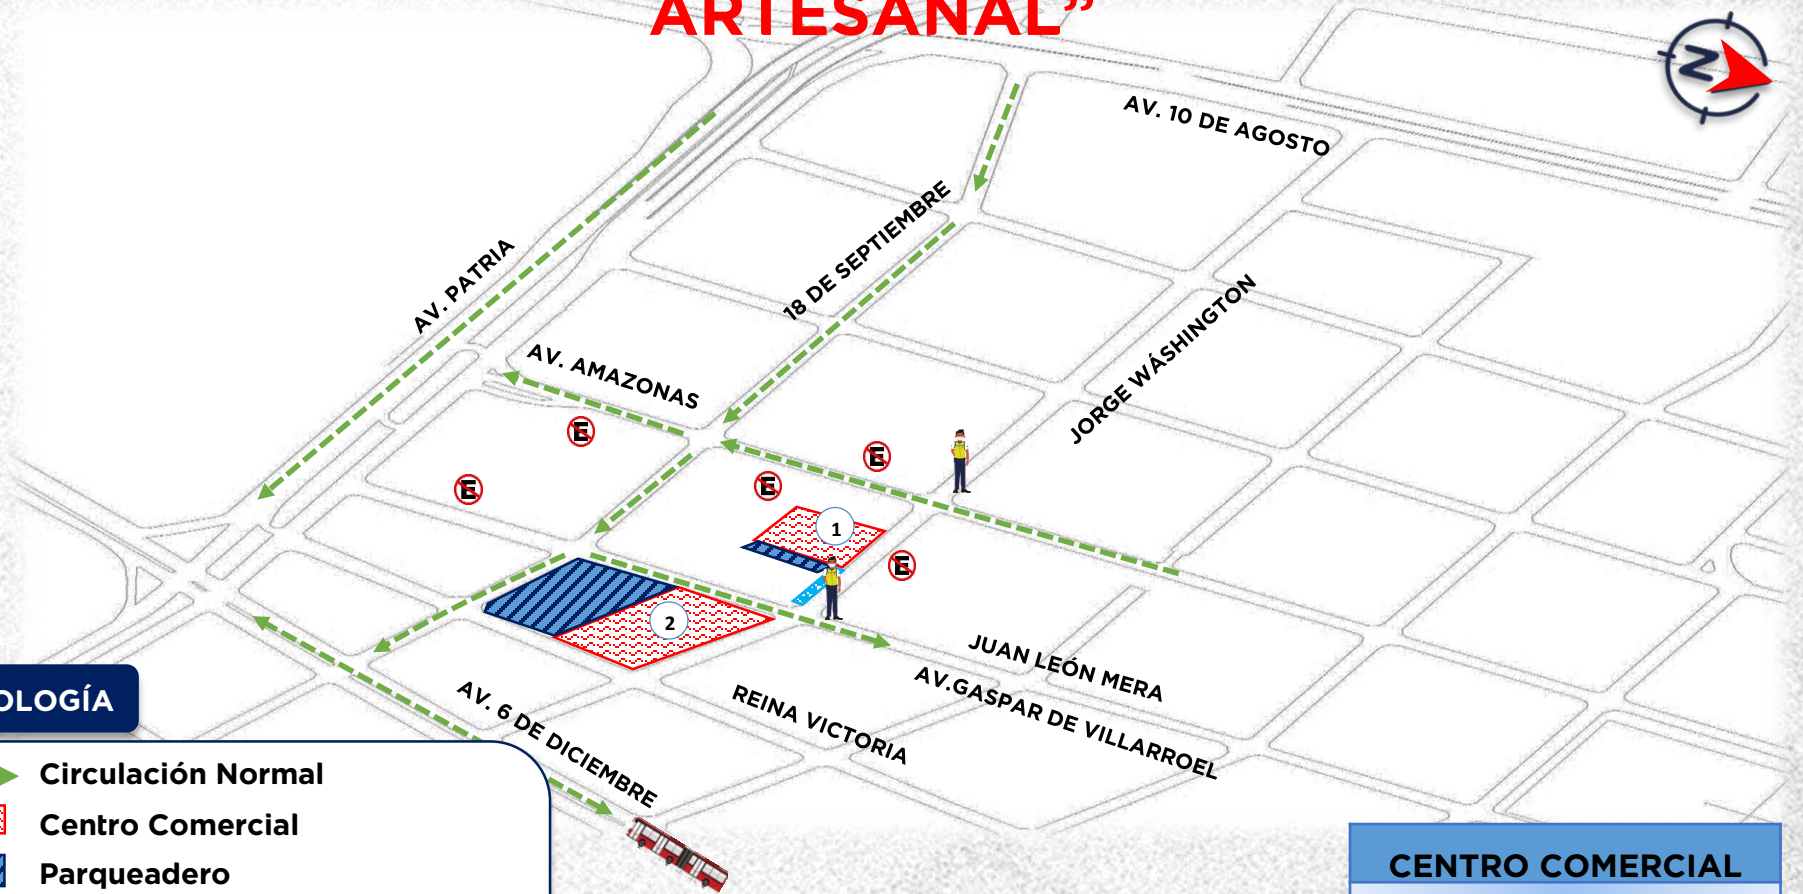 ARTESANAL”
N
AV. 10 DE AGOSTO
18 DE SEPTIEMBRE
AV. PATRIA
JORGE WÁSHINGTON
AV. AMAZONAS
E
E
E
E
E
1
2
JUAN LEÓN MERA
AV.GASPAR DE VILLARROEL
REINA VICTORIA
AV. 6 DE DICIEMBRE
OLOGÍA
Circulación Normal
Centro Comercial
Parqueadero
CENTRO COMERCIAL